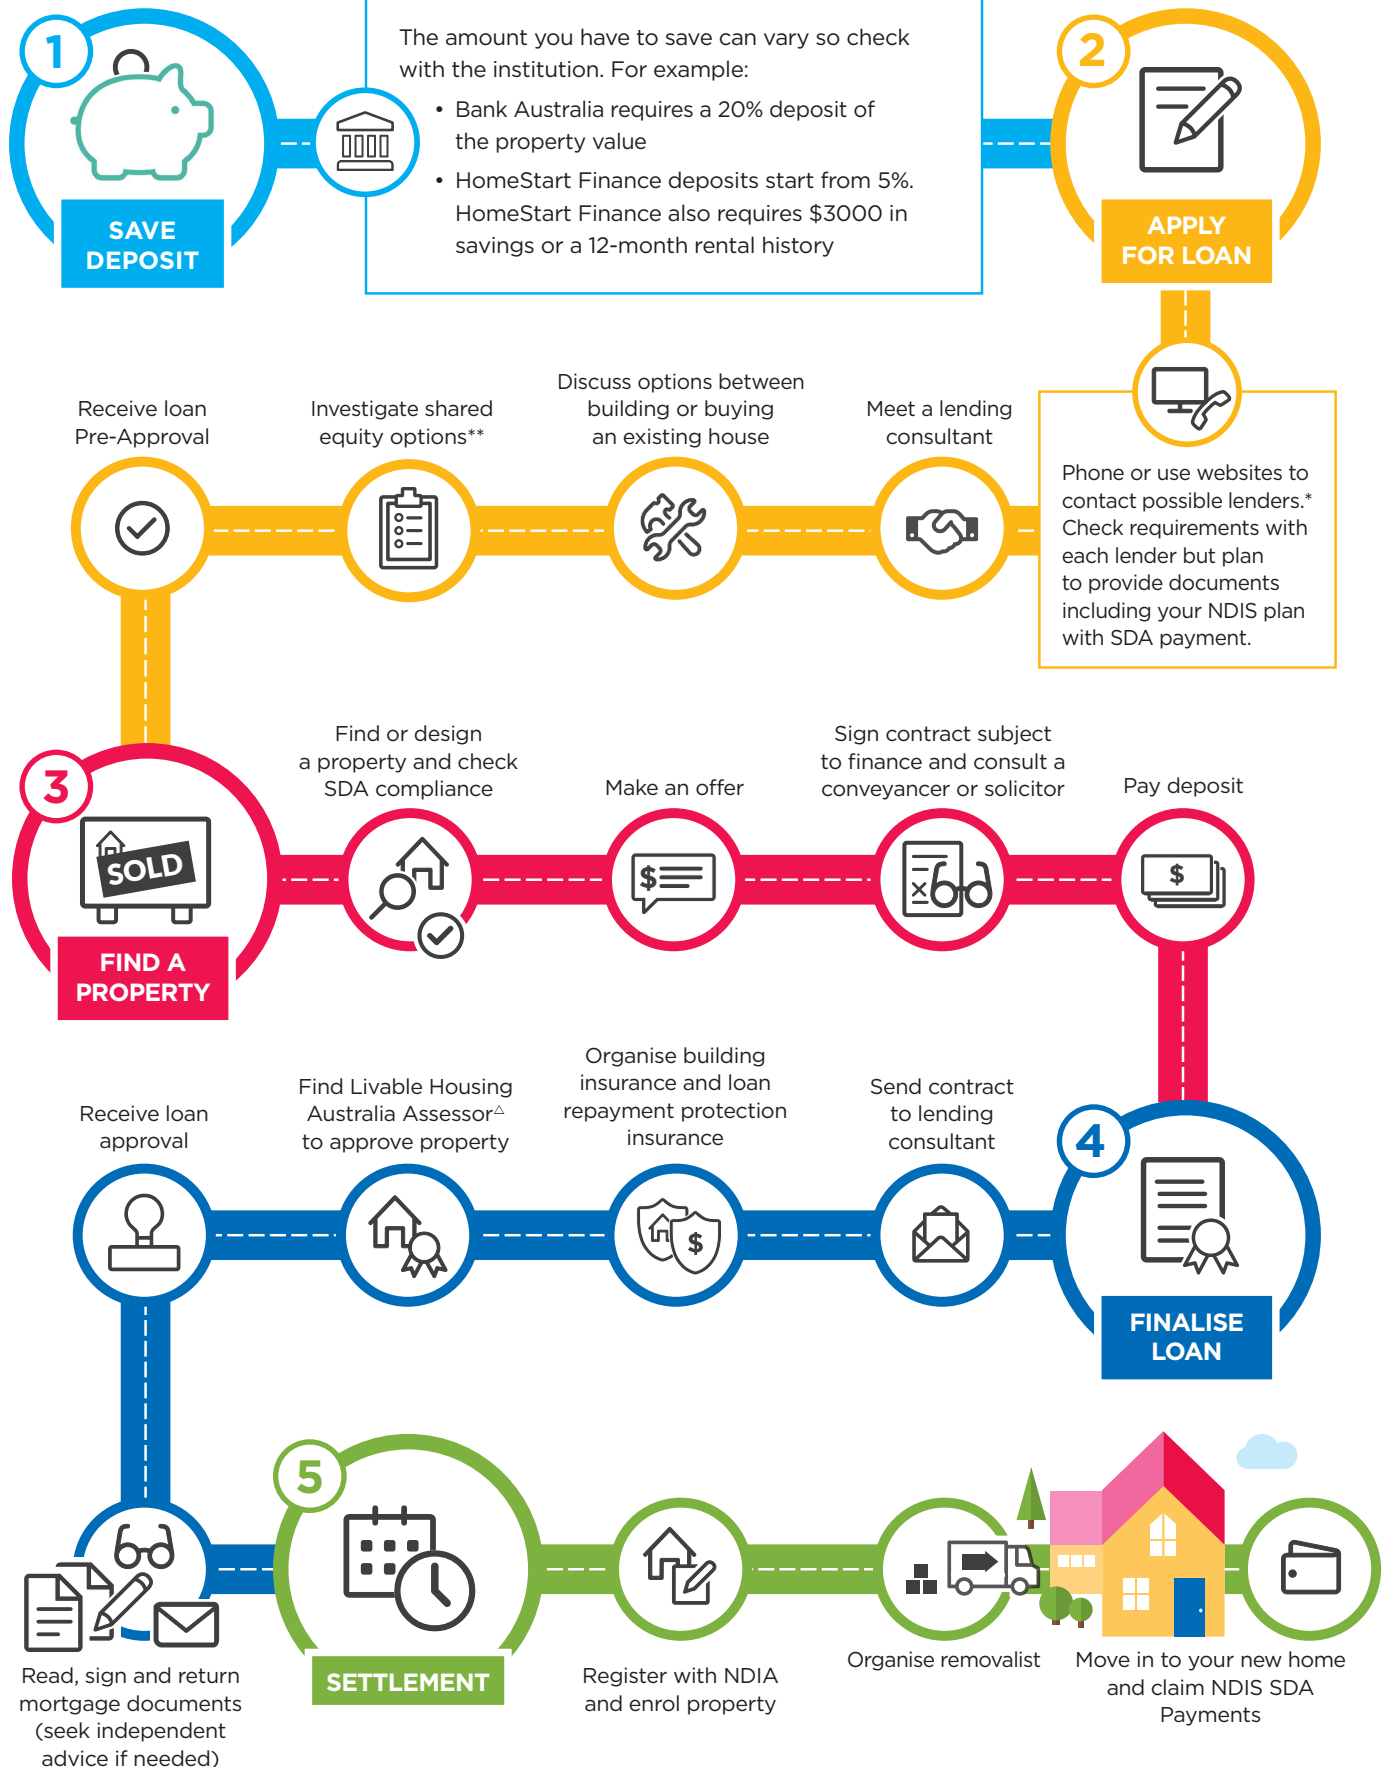 1
SAVE
DEPOSIT
The amount you have to save can vary so check
with the institution. For example:
• Bank Australia requires a 20% deposit of
the property value
• HomeStart Finance deposits start from 5%.
HomeStart Finance also requires $3000 in
savings or a 12-month rental history
2
APPLY
FOR LOAN
Phone or use websites to
contact possible lenders.*
Check requirements with
each lender but plan
to provide documents
including your NDIS plan
with SDA payment.
Meet a lending
consultant
Discuss options between
building or buying
an existing house
Investigate shared
equity options**
Receive loan
Pre-Approval
3
SOLD
FIND A
PROPERTY
Find or design
a property and check
SDA compliance
Make an offer
$
Sign contract subject
to finance and consult a
conveyancer or solicitor
Pay deposit
$
4
FINALISE
LOAN
Send contract
to lending
consultant
Organise building
insurance and loan
repayment protection
insurance
$
Find Livable Housing
Australia Assessor△
to approve property
Receive loan
approval
Read, sign and return
mortgage documents
(seek independent
advice if needed)
5
SETTLEMENT
Register with NDIA
and enrol property
Organise removalist
Move in to your new home
and claim NDIS SDA
Payments